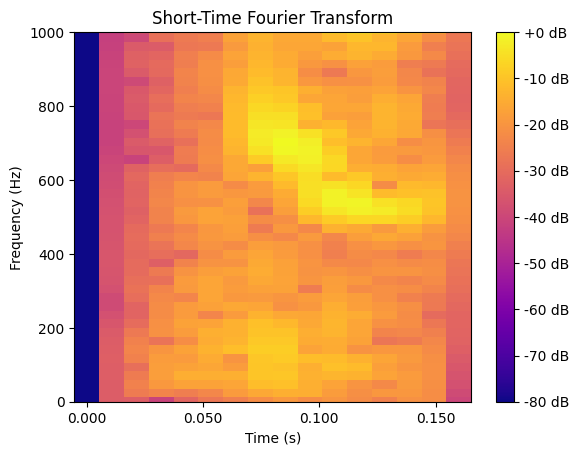 Short-Time Fourier Transform
1000
800
600
400
200
0
Frequency (Hz)
0.000
0.050
0.100
0.150
Time (s)
+0 dB
-10 dB
-20 dB
-30 dB
-40 dB
-50 dB
-60 dB
-70 dB
-80 dB